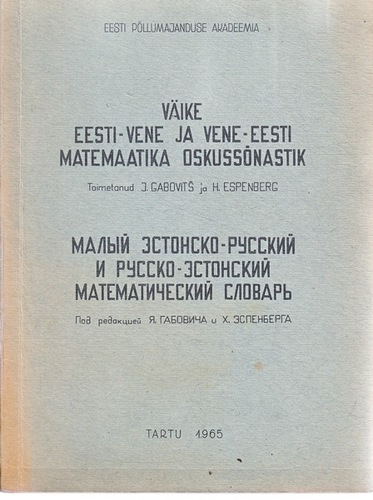 EESTI PÕLLUMAJANDUSE AKADEEMIA
VÄIKE
EESTI-VENE JA VENE-EESTI
MATEMAATIKA OSKUSSÕNASTIK
Toimetanud J. GABOVITŠ ja H. ESPENBERG
МАЛЫЙ ЭСТОНСКО-РУССКИЙ
И РУССКО-ЭСТОНСКИЙ
МАТЕМАТИЧЕСКИЙ СЛОВАРЬ
Под редакцией Я. ГАБОВИЧА и Х. ЭСПЕНБЕРГА
TARTU 1965